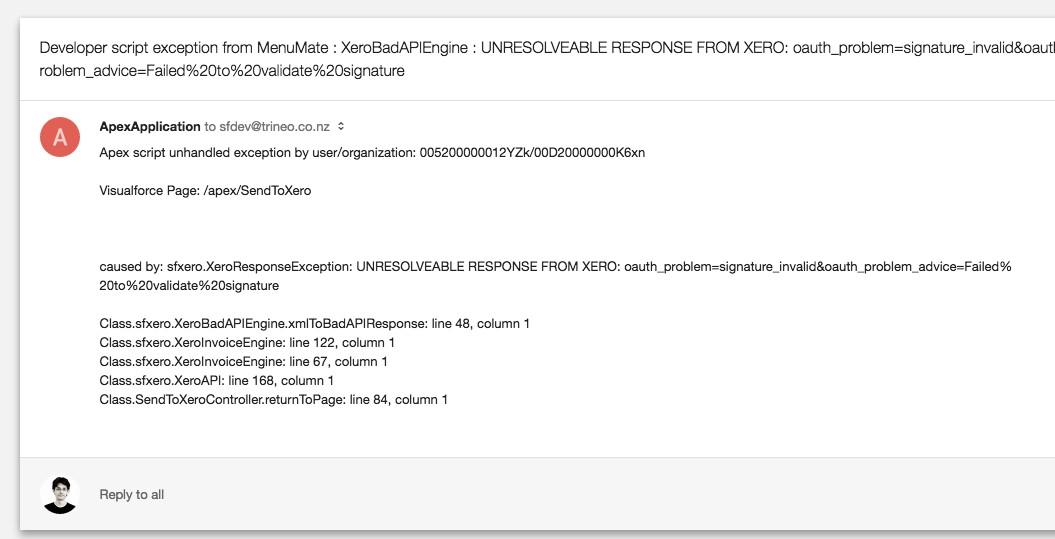 Developer script exception from MenuMate : XeroBadAPIEngine : UNRESOLVEABLE RESPONSE FROM XERO: oauth_problem=signature_invalid&oauth
roblem_advice=Failed%20to%20validate%20signature
A
ApexApplication to sfdev@trineo.co.nz
Apex script unhandled exception by user/organization: 005200000012YZk/00D20000000K6xn
Visualforce Page: /apex/SendToXero
caused by: sfxero.XeroResponseException: UNRESOLVEABLE RESPONSE FROM XERO: oauth_problem=signature_invalid&oauth_problem_advice=Failed%
20to%20validate%20signature
Class.sfxero.XeroBadAPIEngine.xmlToBadAPIResponse: line 48, column 1
Class.sfxero.XeroInvoiceEngine: line 122, column 1
Class.sfxero.XeroInvoiceEngine: line 67, column 1
Class.sfxero.XeroAPI: line 168, column 1
Class.SendToXeroController.returnToPage: line 84, column 1
Reply to all